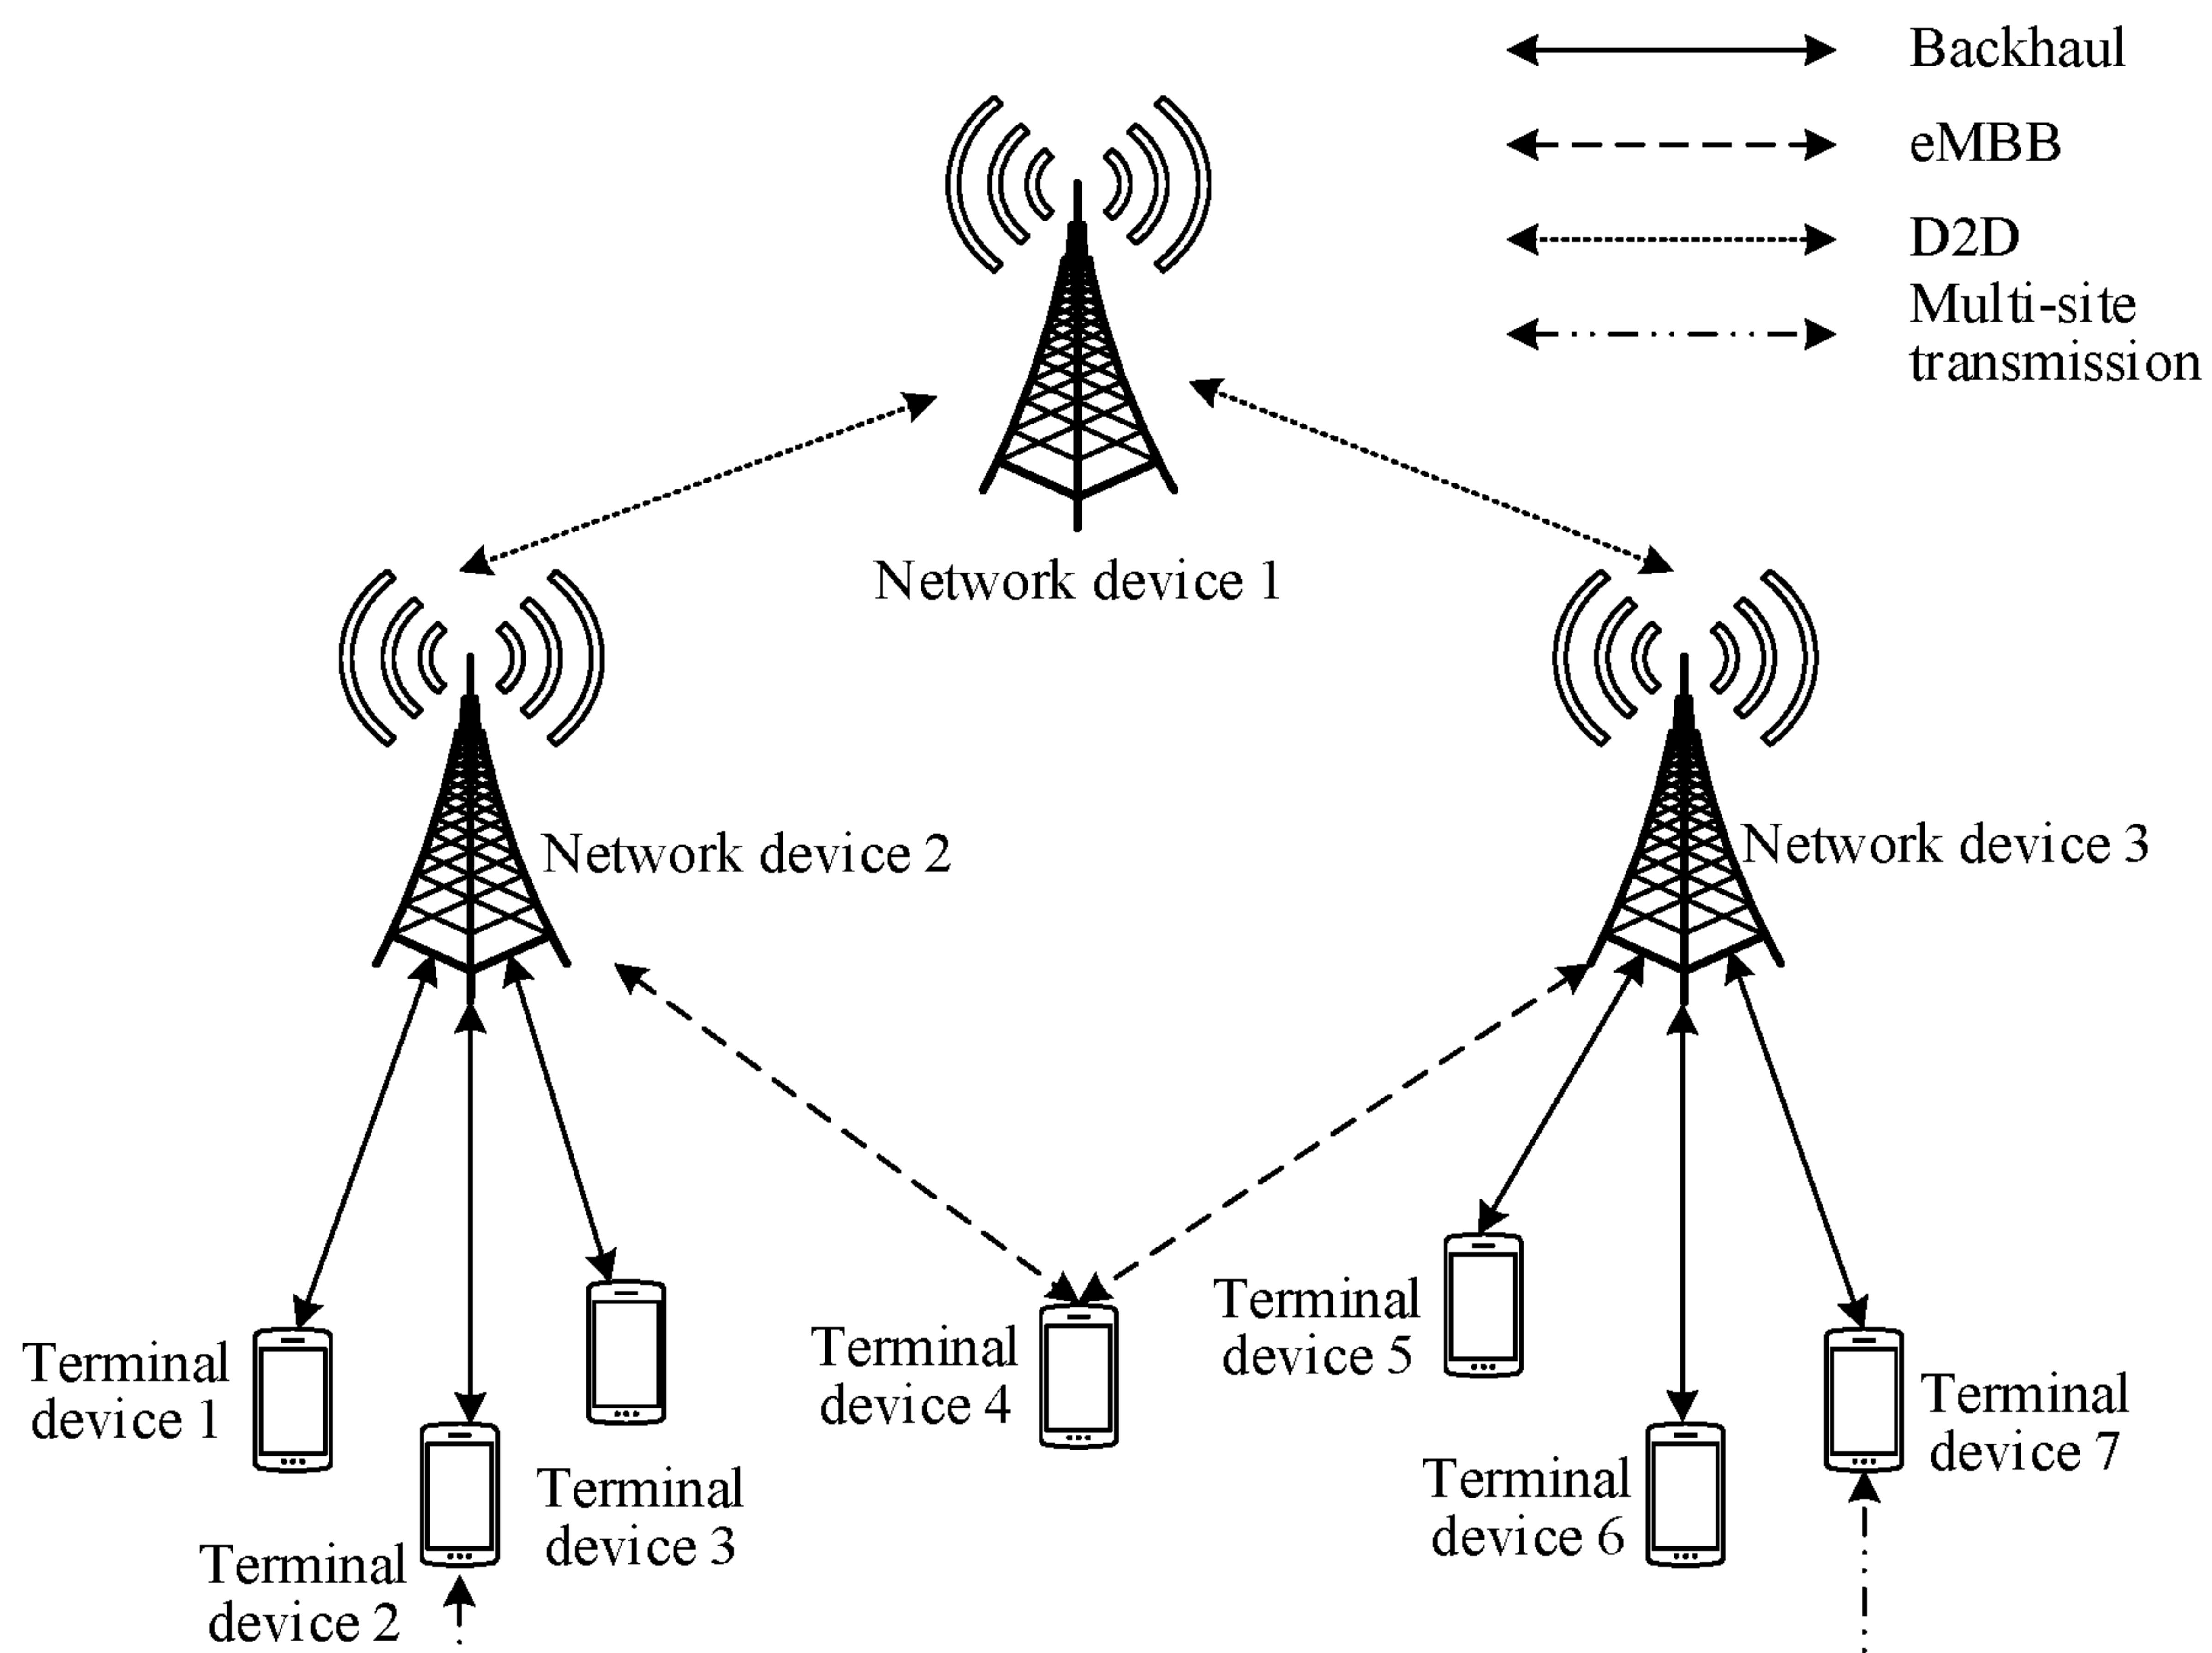 Backhaul
eMBB
D2D
Multi-site
transmission
Network device 1
Network device 2
Network device 3
Terminal
device 1
Terminal
device 2
Terminal
device 3
Terminal
device 4
Terminal
device 5
Terminal
device 6
Terminal
device 7